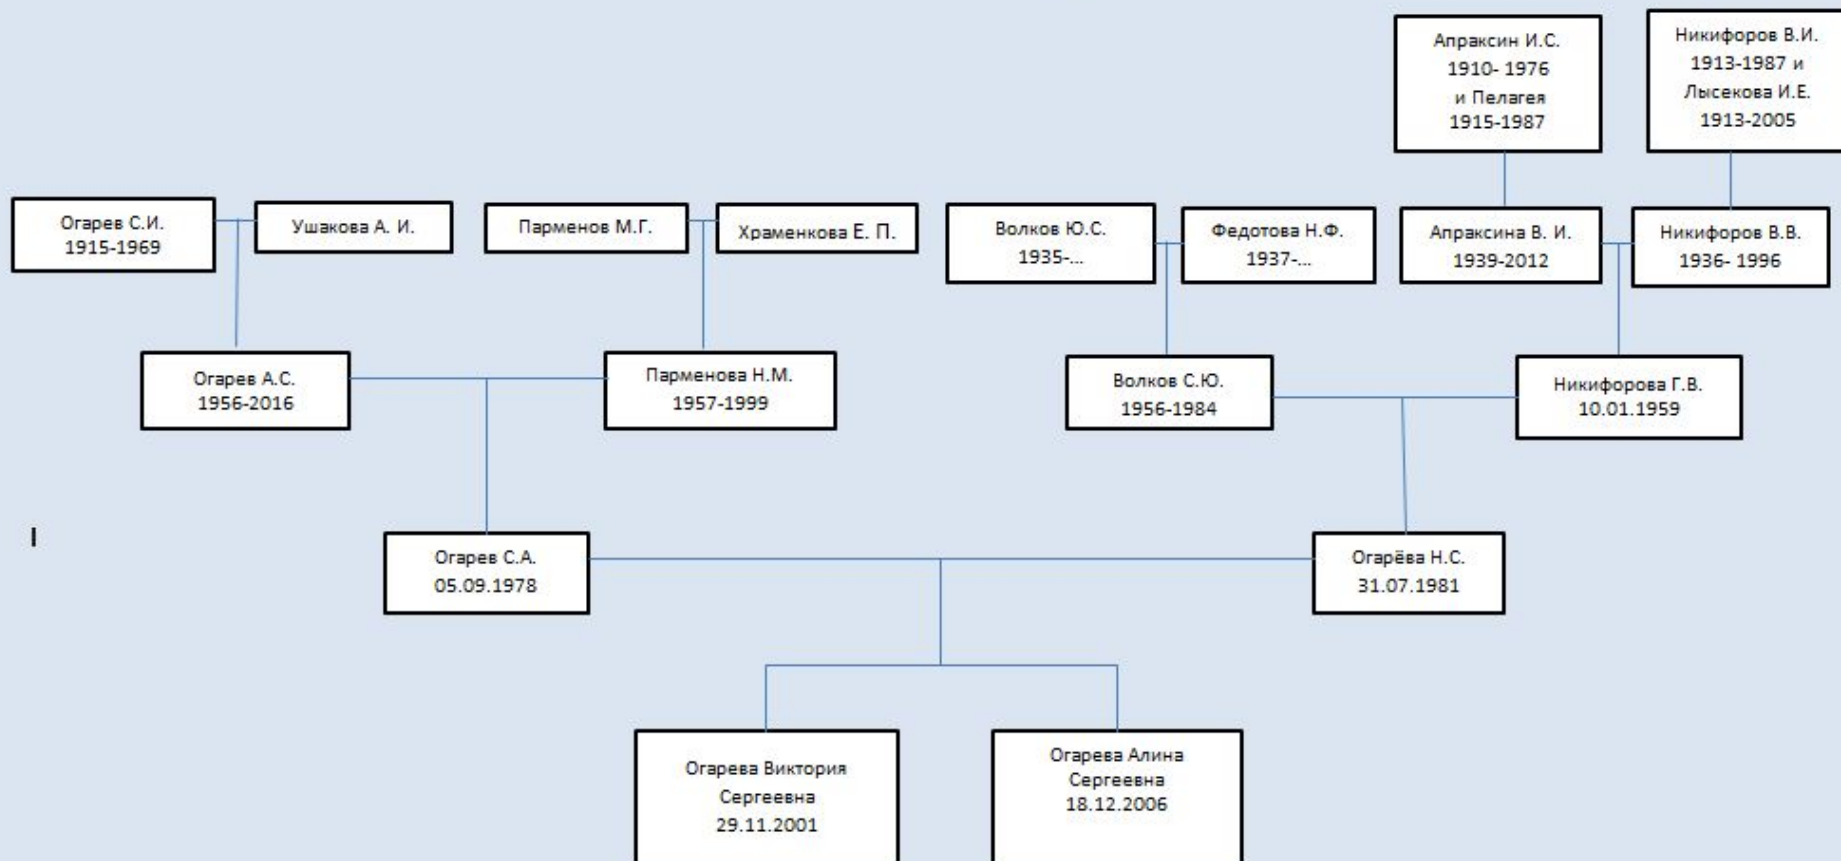 Апраксин И.С.
1910- 1976
и Пелагея
1915-1987
Никифоров В.И.
1913-1987 и
Лысекова И.Е.
1913-2005
Огарев С.И.
1915-1969
Ушакова А. И.
Парменов М.Г.
Храменкова Е. П.
Волков Ю.С.
1935-...
Федотова Н.Ф.
1937-...
Апраксина В. И.
1939-2012
Никифоров В.В.
1936- 1996
Огарев А.С.
1956-2016
Парменова Н.М.
1957-1999
Волков С.Ю.
1956-1984
Никифорова Г.В.
10.01.1959
I
Огарев С.А.
05.09.1978
Огарёва Н.С.
31.07.1981
Огарева Виктория
Сергеевна
29.11.2001
Огарева Алина
Сергеевна
18.12.2006